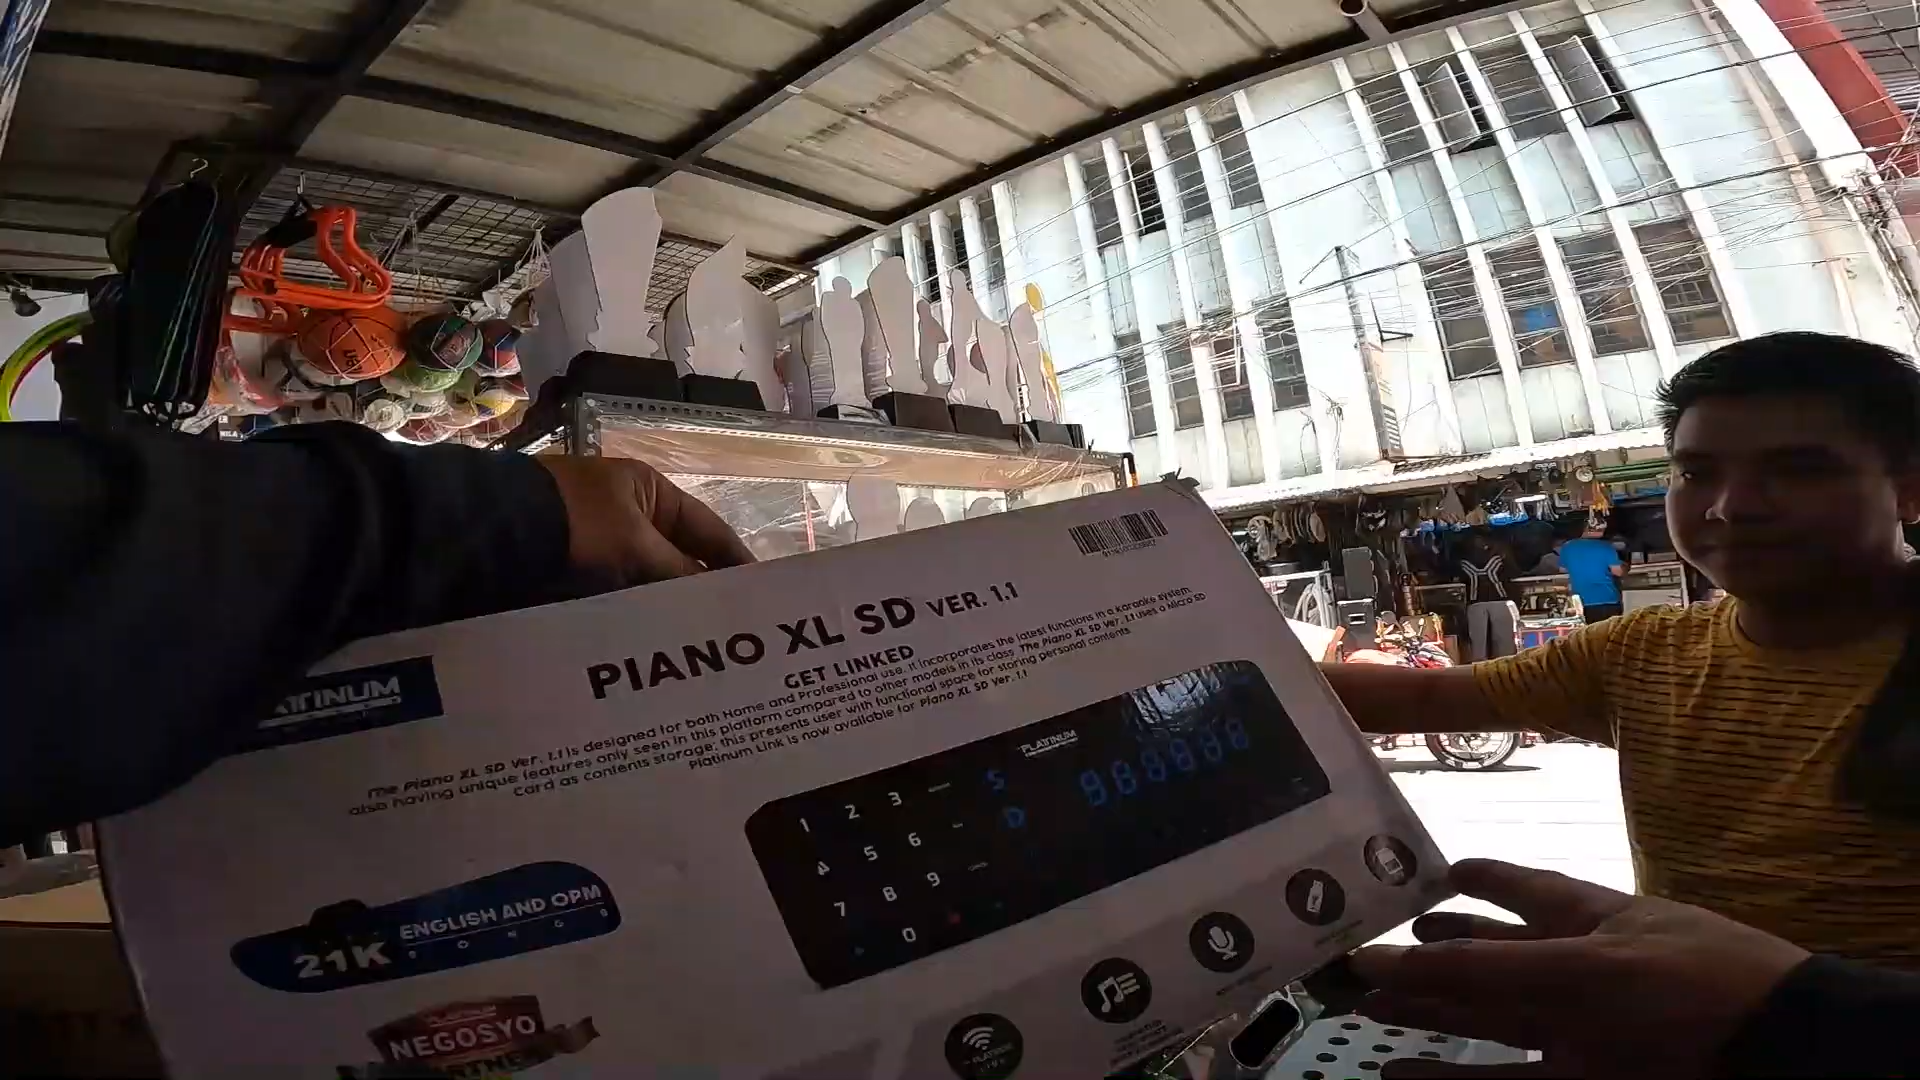 PIANO XL SD VER. 1.1
GET LINKED
The Piano XL SD Ver. 1.1 is designed for both Home and Professional use. It incorporates the latest functions in a karaoke system,
also having unique features only seen in this platform compared to other models in its class. The Piano XL SD Ver. 1.1 uses a Micro SD
Card as contents storage; this presents user with functional space for storing personal contents.
Platinum Link is now available for Piano XL SD Ver. 1.1
PLATINUM
1 2 3
S
4 5 6
D
7 8 9
0
888888
21K ENGLISH AND OPM
PLATINUM
NEGOSYO